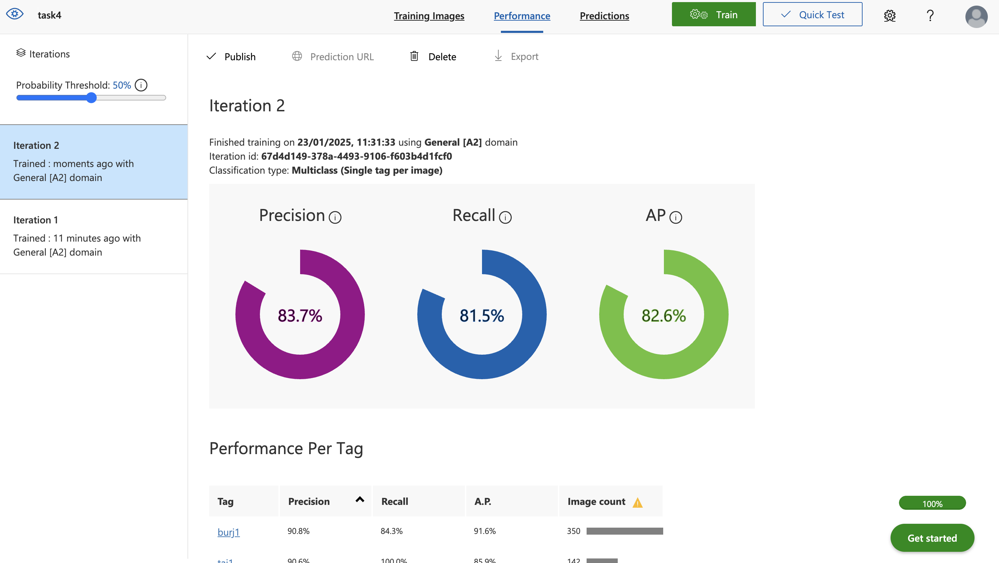 task4
Training Images
Performance
Predictions
Train
Quick Test
?
Iterations
Probability Threshold: 50%
Iteration 2
Trained : moments ago with
General [A2] domain
Iteration 1
Trained : 11 minutes ago with
General [A2] domain
Publish
Prediction URL
Delete
Export
Iteration 2
Finished training on 23/01/2025, 11:31:33 using General [A2] domain
Iteration id: 67d4d149-378a-4493-9106-f603b4d1fcf0
Classification type: Multiclass (Single tag per image)
Precision
Recall
AP
83.7%
81.5%
82.6%
Performance Per Tag
Tag
Precision
Recall
A.P.
Image count
burj1
90.8%
84.3%
91.6%
350
taj1
90.6%
100.0%
85.9%
142
100%
Get started